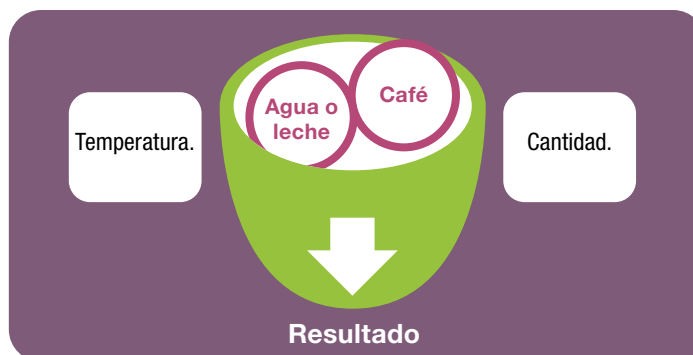 Café
Agua o
leche
Temperatura.
Cantidad.
Resultado